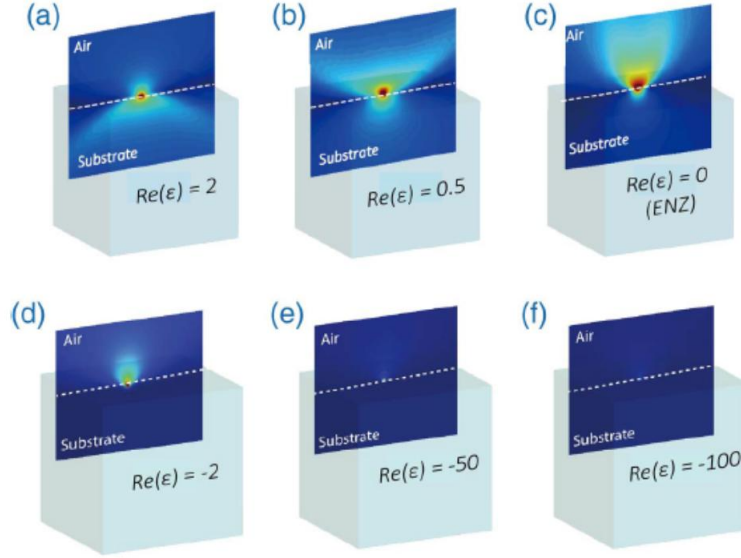 (a)
Air
Substrate
Re(ε) = 2
(b)
Air
Substrate
Re(ε) = 0.5
(c)
Air
Substrate
Re(ε) = 0
(ENZ)
(d)
Air
Substrate
Re(ε) = -2
(e)
Air
Substrate
Re(ε) = -50
(f)
Air
Substrate
Re(ε) = -100